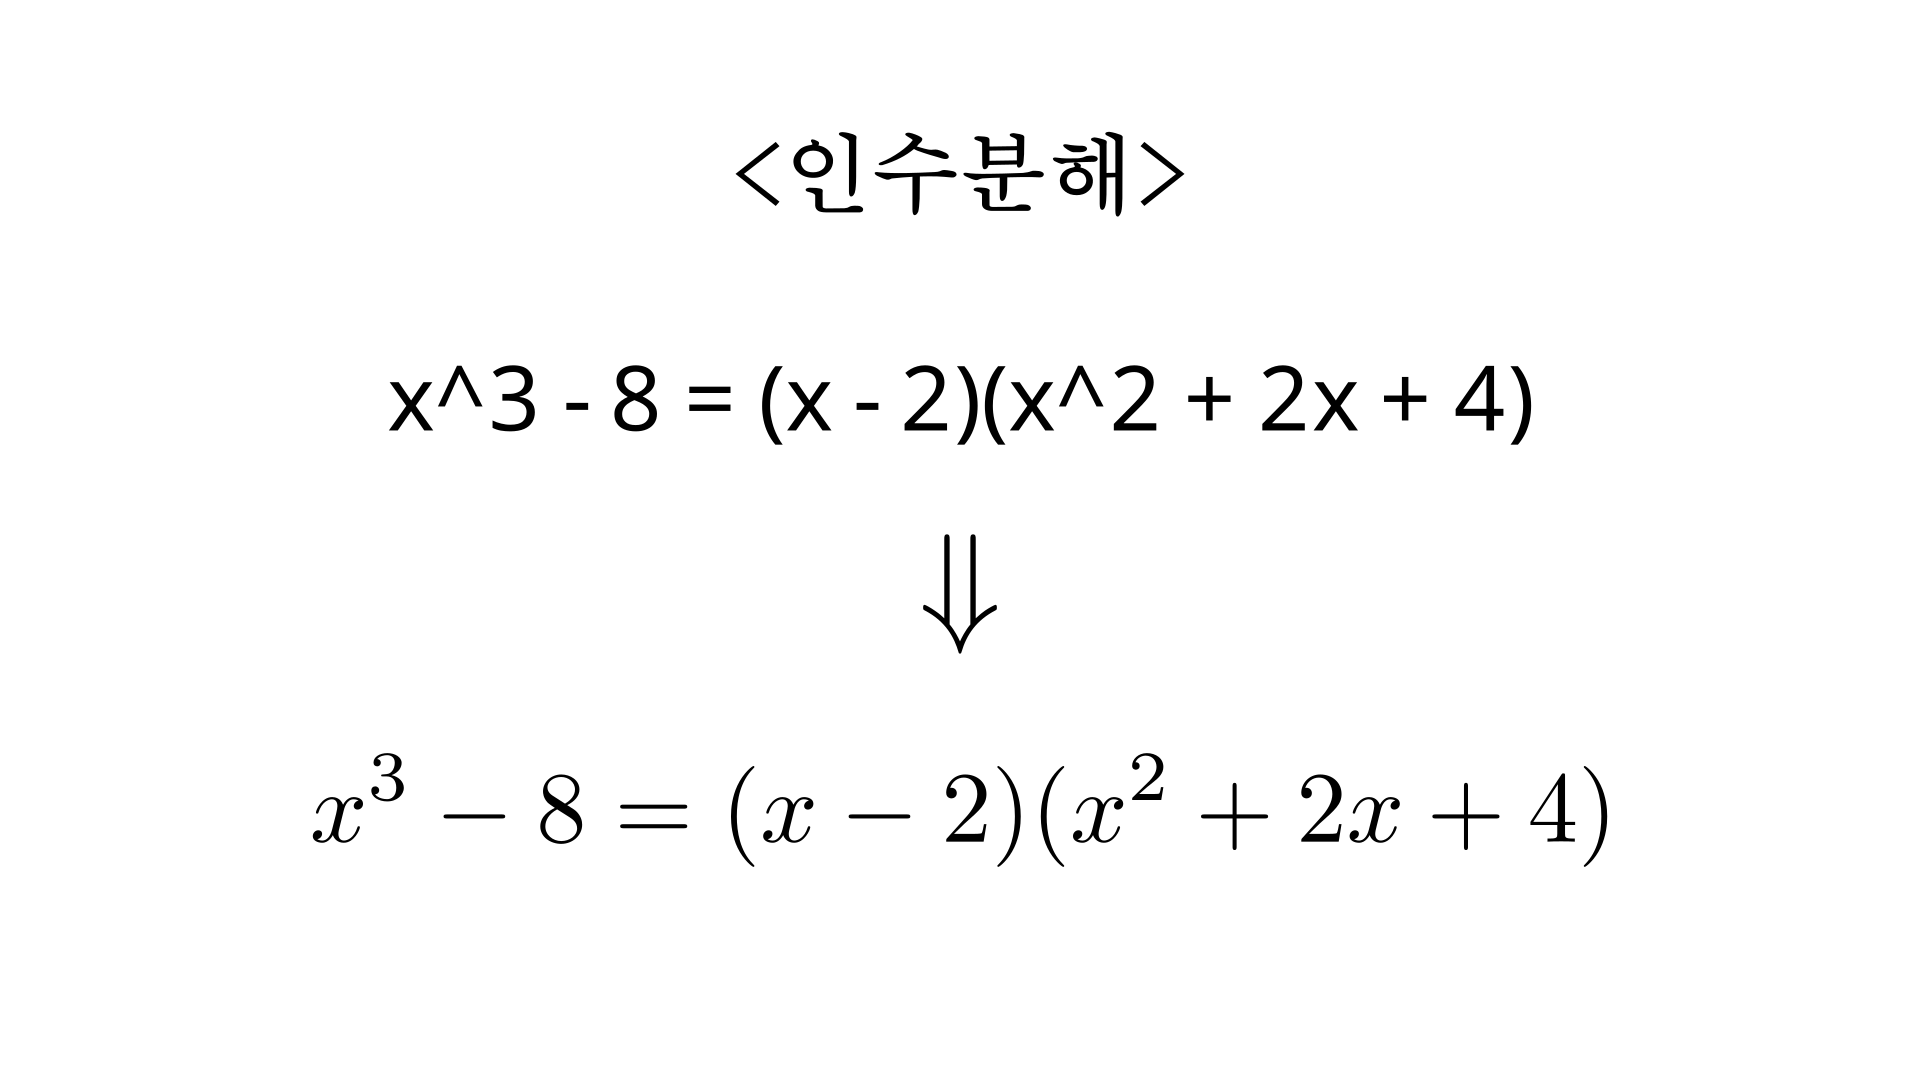 <인수분해>
x^3 - 8 = (x - 2)(x^2 + 2x + 4)
⇓
x³ − 8 = (x − 2)(x² + 2x + 4)